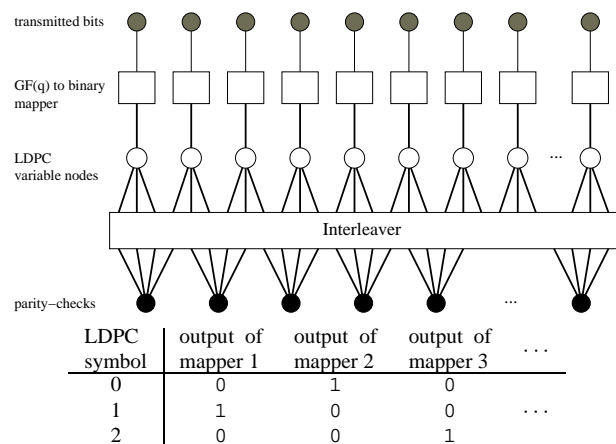 transmitted bits
GF(q) to binary
mapper
LDPC
variable nodes
...
Interleaver
parity-checks
...
LDPC output of output of output of
symbol mapper 1 mapper 2 mapper 3 ...
0 0 1 0
1 1 0 0 ...
2 0 0 1